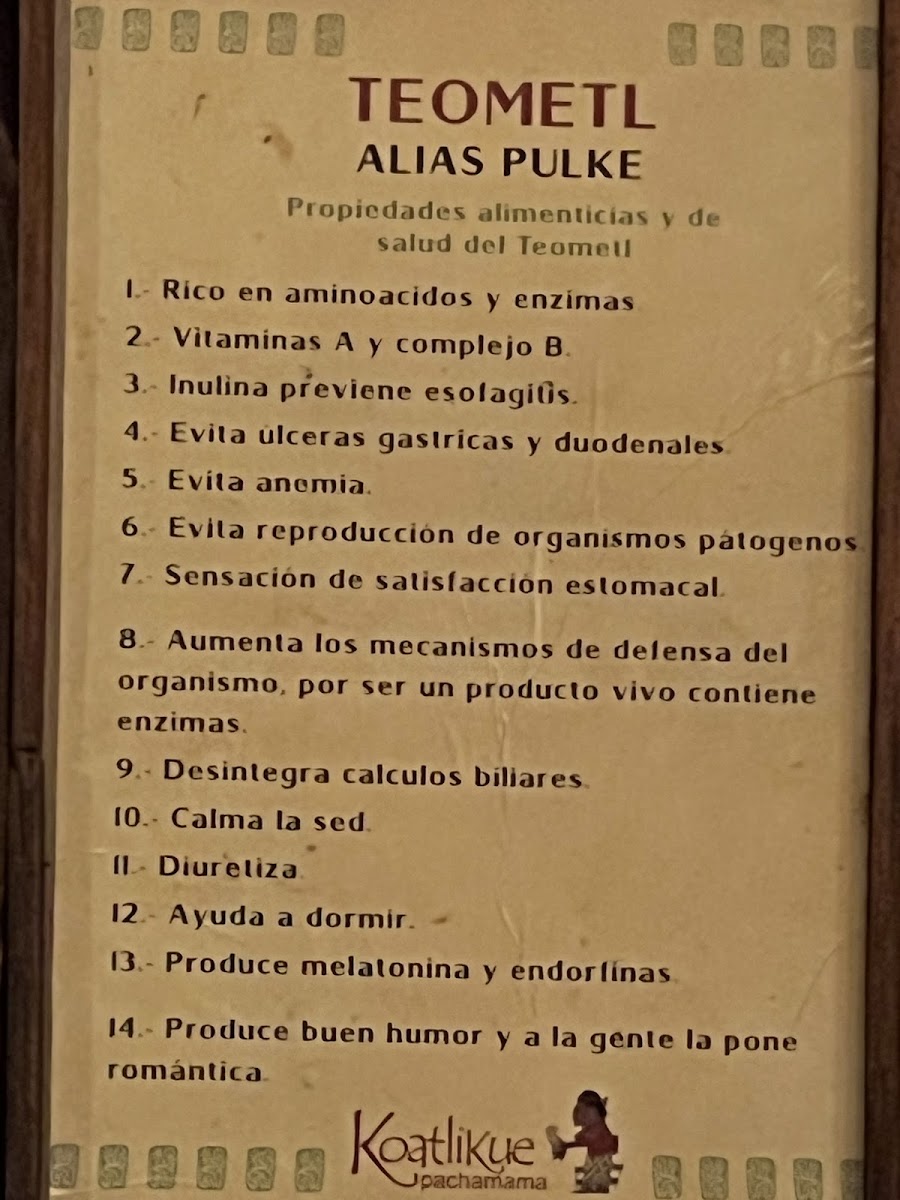 TEOMETL
ALIAS PULKE
Propiedades alimenticias y de
salud del Teometl
1.- Rico en aminoacidos y enzimas
2.- Vitaminas A y complejo B.
3.- Inulina previene esofagitis.
4.- Evita ulceras gastricas y duodenales.
5.- Evita anemia.
6.- Evita reproducción de organismos pátogenos.
7.- Sensación de satisfacción estomacal.
8.- Aumenta los mecanismos de defensa del
organismo, por ser un producto vivo contiene
enzimas.
9.- Desintegra calculos biliares.
10.- Calma la sed.
11.- Diuretiza.
12.- Ayuda a dormir.
13.- Produce melatonina y endorfinas.
14.- Produce buen humor y a la gente la pone
romántica.
Koatlikue
pachamama